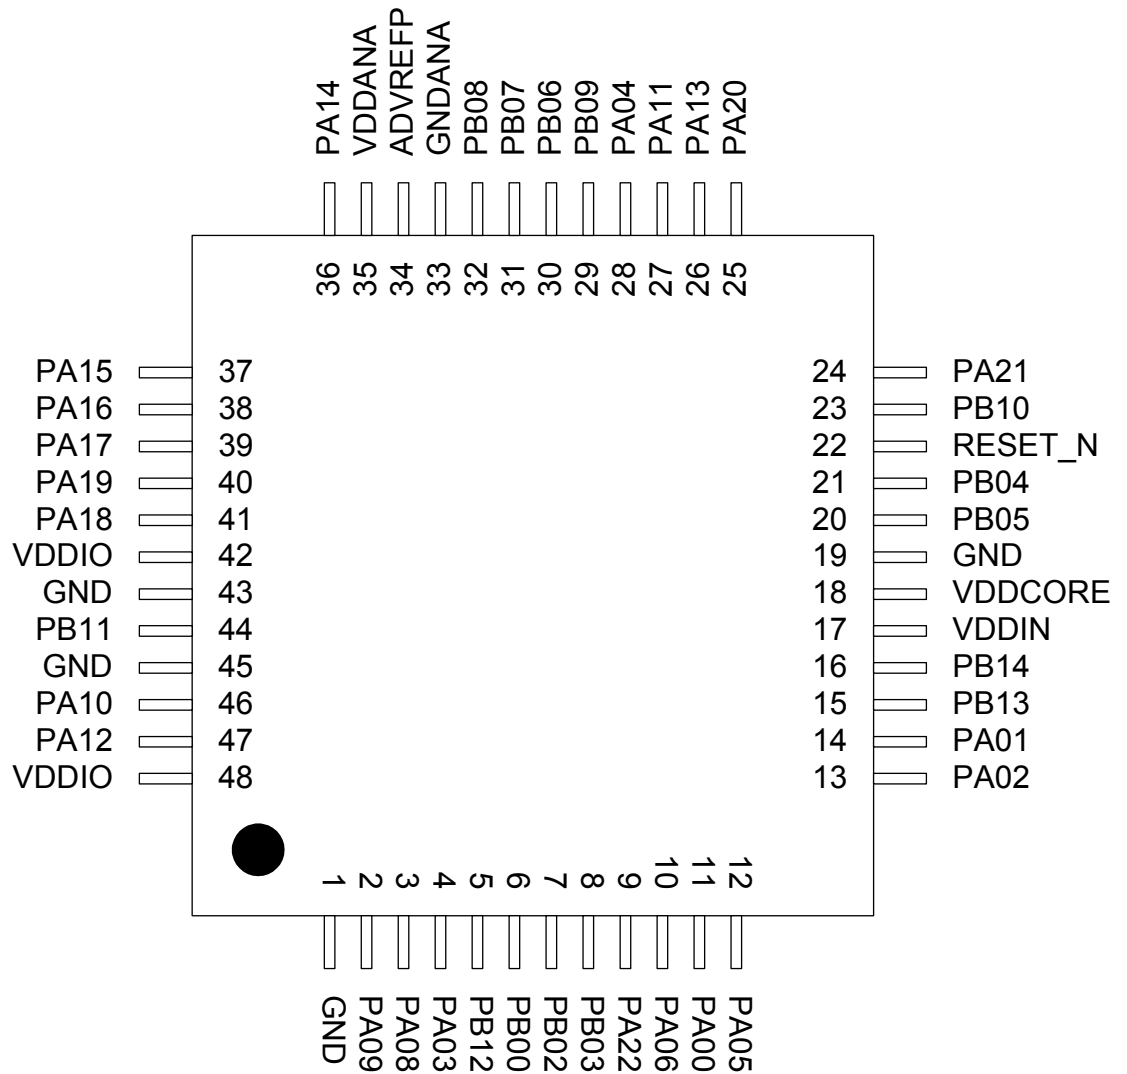 PA14
VDDANA
ADVREFP
GNDANA
PB08
PB07
PB06
PB09
PA04
PA11
PA13
PA20
36
35
34
33
32
31
30
29
28
27
26
25
PA15 37
PA16 38
PA17 39
PA19 40
PA18 41
VDDIO 42
GND 43
PB11 44
GND 45
PA10 46
PA12 47
VDDIO 48
24 PA21
23 PB10
22 RESET_N
21 PB04
20 PB05
19 GND
18 VDDCORE
17 VDDIN
16 PB14
15 PB13
14 PA01
13 PA02
1
2
3
4
5
6
7
8
9
10
11
12
GND
PA09
PA08
PA03
PB12
PB00
PB02
PB03
PA22
PA06
PA00
PA05